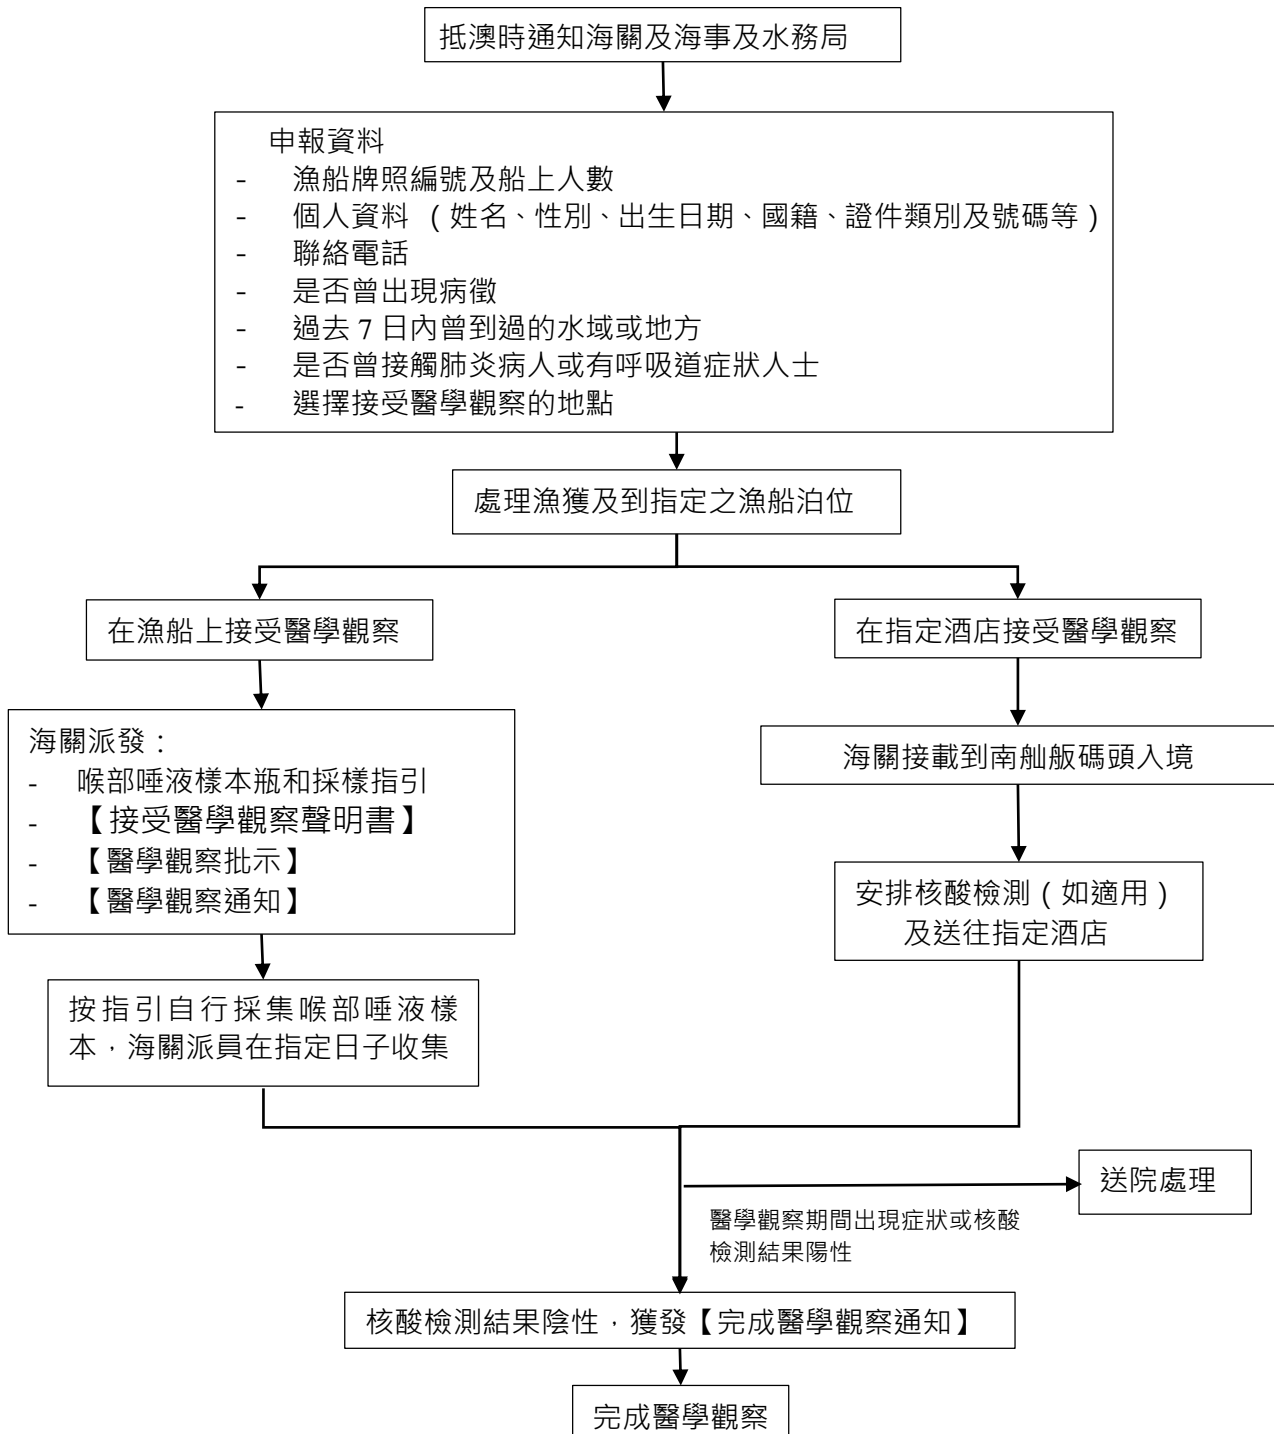 抵澳時通知海關及海事及水務局
申報資料
- 漁船牌照編號及船上人數
- 個人資料 （姓名、性別、出生日期、國籍、證件類別及號碼等）
- 聯絡電話
- 是否曾出現病徵
- 過去 7 日內曾到過的水域或地方
- 是否曾接觸肺炎病人或有呼吸道症狀人士
- 選擇接受醫學觀察的地點
處理漁獲及到指定之漁船泊位
在漁船上接受醫學觀察
在指定酒店接受醫學觀察
海關派發：
- 喉部唾液樣本瓶和採樣指引
- 【接受醫學觀察聲明書】
- 【醫學觀察批示】
- 【醫學觀察通知】
海關接載到南舢舨碼頭入境
安排核酸檢測（如適用）
及送往指定酒店
按指引自行採集喉部唾液樣
本，海關派員在指定日子收集
送院處理
醫學觀察期間出現症狀或核酸
檢測結果陽性
核酸檢測結果陰性，獲發【完成醫學觀察通知】
完成醫學觀察